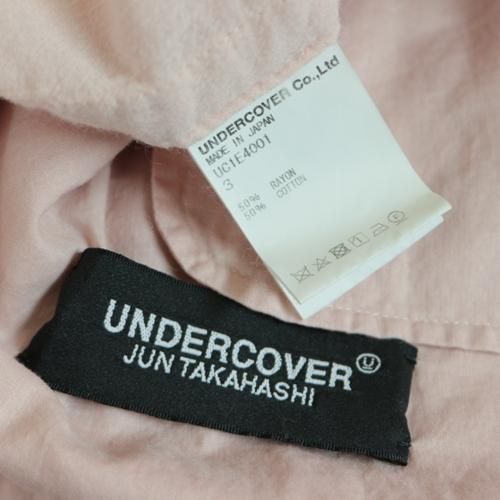 UNDERCOVER Co.,Ltd
MADE IN JAPAN
UC1E4001
3
50% RAYON
50% COTTON
UNDERCOVER
JUN TAKAHASHI